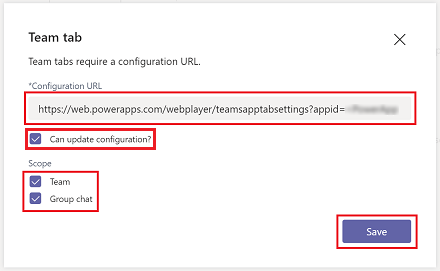 Team tab
Team tabs require a configuration URL.
*Configuration URL
https://web.powerapps.com/webplayer/teamsapptabsettings?appid=
Can update configuration?
Scope
Team
Group chat
Save